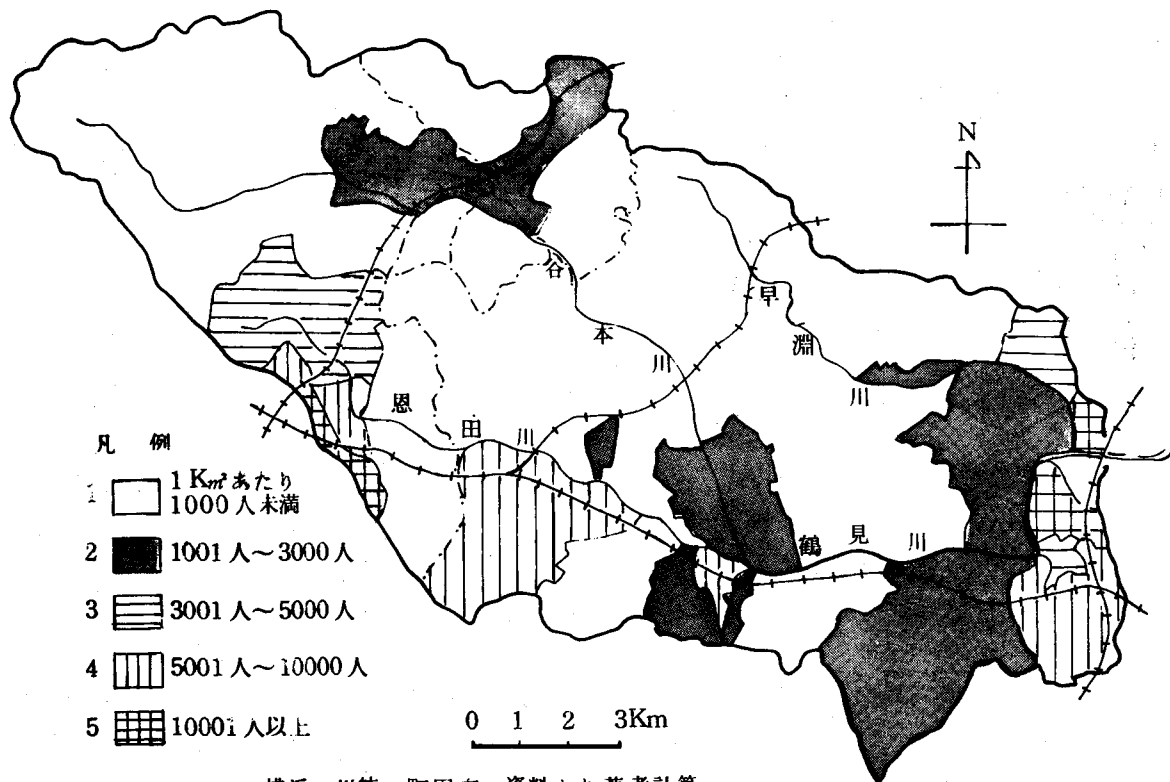 N
谷
本
川
早
淵
川
恩
田
川
鶴
見
川
凡 例
1 1Km²あたり
1000人未満
2 1001人～3000人
3 3001人～5000人
4 5001人～10000人
5 10001人以上
0 1 2 3Km